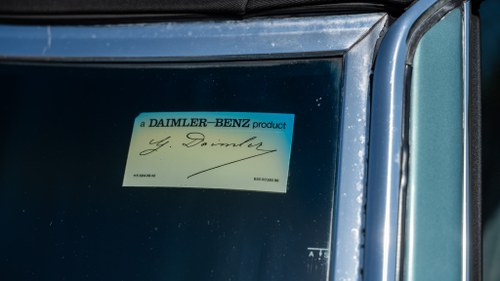 a DAIMLER-BENZ product
G. Daimler